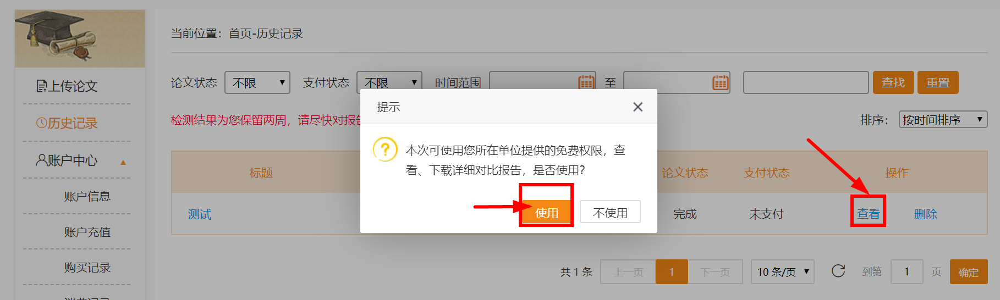 当前位置：首页-历史记录
上传论文
历史记录
账户中心
账户信息
账户充值
购买记录
消费记录
论文状态 不限 支付状态 不限 时间范围 至 查找 重置
检测结果为您保留两周，请尽快对报告
排序： 按时间排序
提示
?
本次可使用您所在单位提供的免费权限，查
看、下载详细对比报告，是否使用？
使用 不使用
标题 论文状态 支付状态 操作
测试 完成 未支付 查看 删除
共 1 条 上一页 1 下一页 10 条/页 到第 1 页 确定